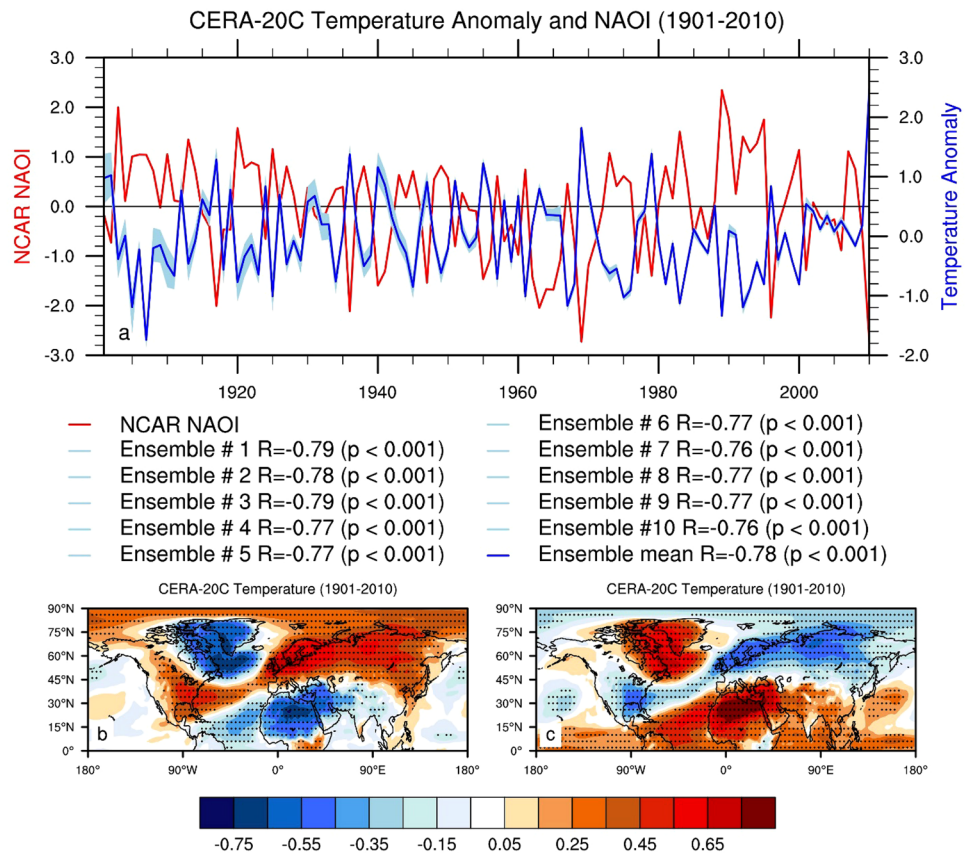 CERA-20C Temperature Anomaly and NAOI (1901-2010)
3.0 3.0
2.0 2.0
1.0 1.0
0.0 0.0
-1.0 -1.0
-2.0
-3.0 -2.0
NCAR NAOI
Temperature Anomaly
a
1920 1940 1960 1980 2000
NCAR NAOI
Ensemble # 1 R=-0.79 (p < 0.001)
Ensemble # 2 R=-0.78 (p < 0.001)
Ensemble # 3 R=-0.79 (p < 0.001)
Ensemble # 4 R=-0.77 (p < 0.001)
Ensemble # 5 R=-0.77 (p < 0.001)
Ensemble # 6 R=-0.77 (p < 0.001)
Ensemble # 7 R=-0.76 (p < 0.001)
Ensemble # 8 R=-0.77 (p < 0.001)
Ensemble # 9 R=-0.77 (p < 0.001)
Ensemble #10 R=-0.76 (p < 0.001)
Ensemble mean R=-0.78 (p < 0.001)
CERA-20C Temperature (1901-2010)
90°N
75°N
60°N
45°N
30°N
15°N
0°
b
180° 90°W 0° 90°E 180°
CERA-20C Temperature (1901-2010)
90°N
75°N
60°N
45°N
30°N
15°N
0°
c
180° 90°W 0° 90°E 180°
-0.75 -0.55 -0.35 -0.15 0.05 0.25 0.45 0.65